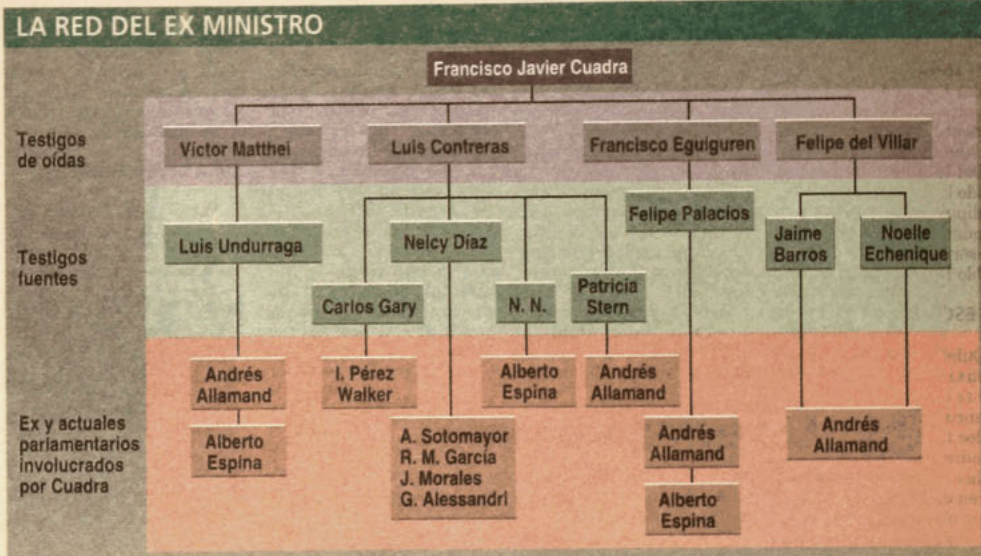 LA RED DEL EX MINISTRO
Francisco Javier Cuadra
Testigos
de oídas
Víctor Matthei
Luis Contreras
Francisco Eguiguren
Felipe del Villar
Testigos
fuentes
Luis Undurraga
Nelcy Díaz
Felipe Palacios
Jaime
Barros
Noelle
Echenique
Carlos Gary
N. N.
Patricia
Stern
Ex y actuales
parlamentarios
involucrados
por Cuadra
Andrés
Allamand
Alberto
Espina
I. Pérez
Walker
A. Sotomayor
R. M. García
J. Morales
G. Alessandri
Alberto
Espina
Andrés
Allamand
Andrés
Allamand
Alberto
Espina
Andrés
Allamand